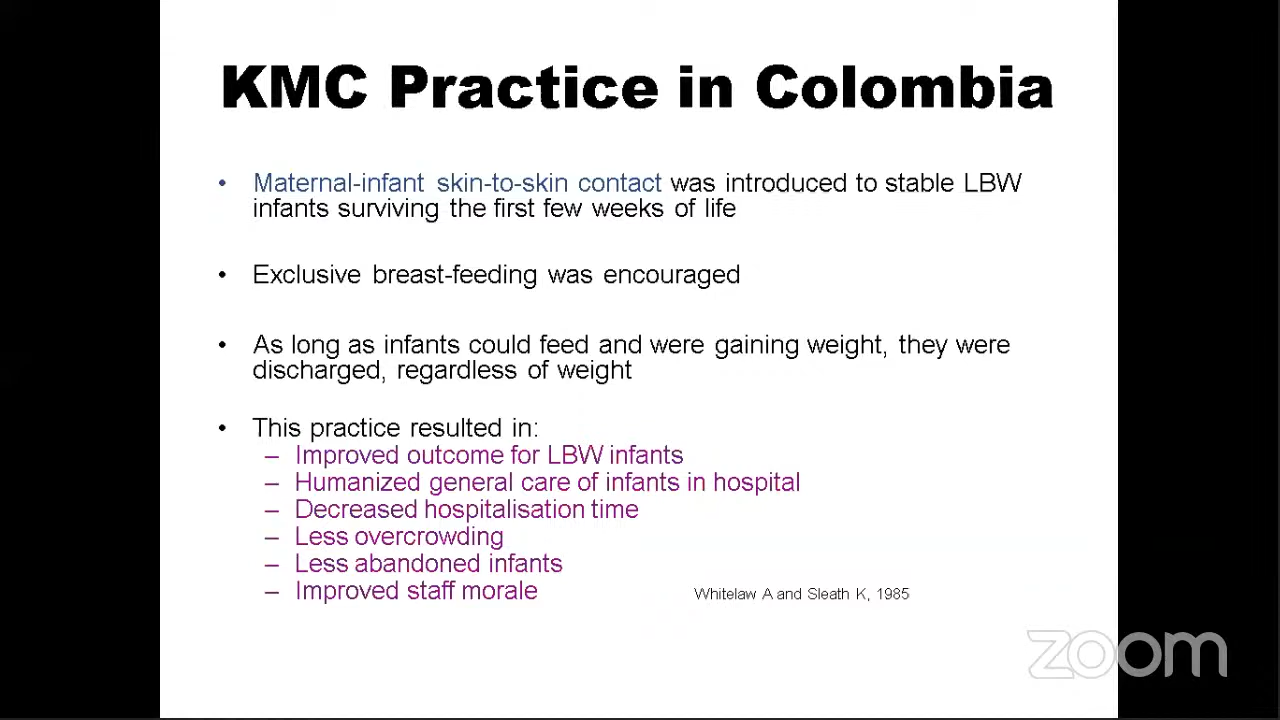 KMC Practice in Colombia
• Maternal-infant skin-to-skin contact was introduced to stable LBW
infants surviving the first few weeks of life
• Exclusive breast-feeding was encouraged
• As long as infants could feed and were gaining weight, they were
discharged, regardless of weight
• This practice resulted in:
– Improved outcome for LBW infants
– Humanized general care of infants in hospital
– Decreased hospitalisation time
– Less overcrowding
– Less abandoned infants
– Improved staff morale
Whitelaw A and Sleath K, 1985
zoom